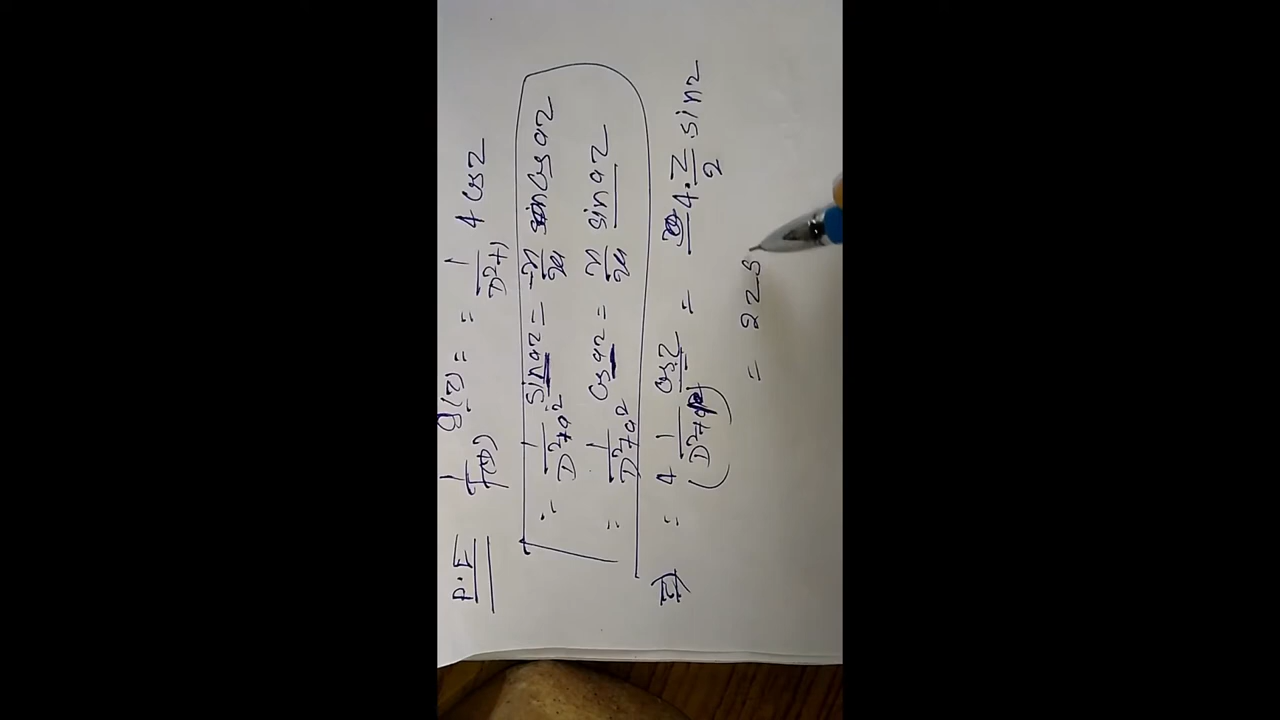 P.I 1/f(D) g(z) = = 1/(D²+1) 4 cos z
= 1/(D²+a²) sin az = -x/2a cos az
= 1/(D²+a²) cos az = x/2a sin az
= 4 1/(D²+1) cos z = 4 · z/2 sin z
= 2 z s